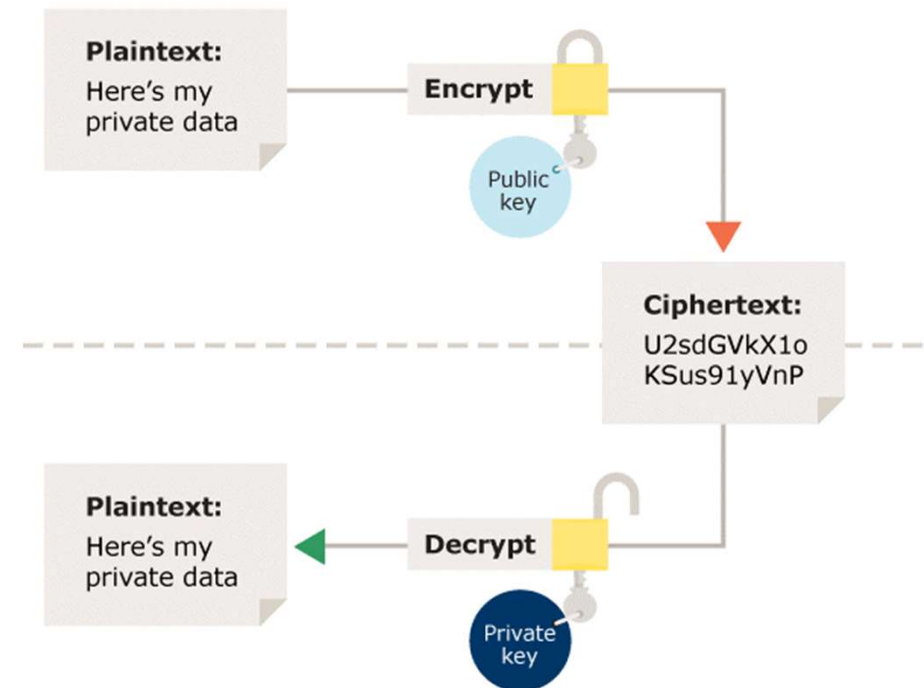 Plaintext:
Here’s my
private data
Encrypt
Public
key
Ciphertext:
U2sdGVkX1o
KSus91yVnP
Plaintext:
Here’s my
private data
Decrypt
Private
key